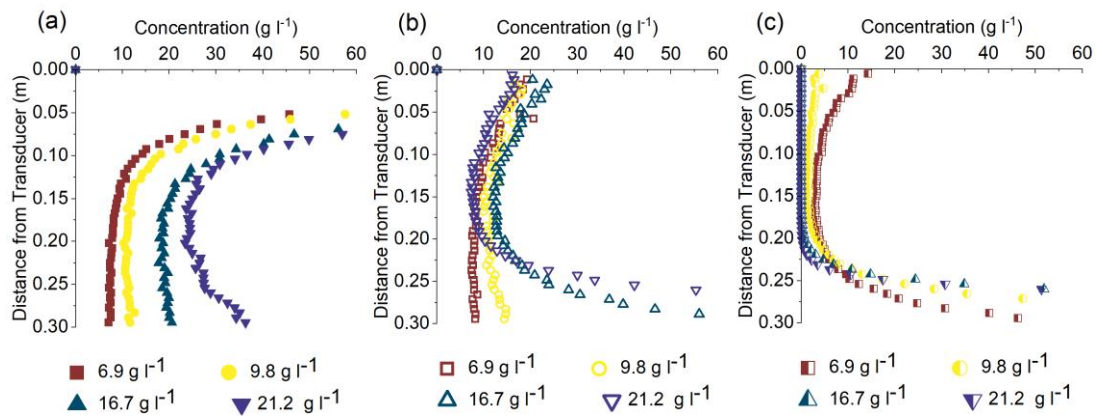 (a) Concentration (g l⁻¹)
0 10 20 30 40 50 60
Distance from Transducer (m)
0.00
0.05
0.10
0.15
0.20
0.25
0.30
6.9 g l⁻¹ 9.8 g l⁻¹
16.7 g l⁻¹ 21.2 g l⁻¹
(b) Concentration (g l⁻¹)
0 10 20 30 40 50 60
Distance from Transducer (m)
0.00
0.05
0.10
0.15
0.20
0.25
0.30
6.9 g l⁻¹ 9.8 g l⁻¹
16.7 g l⁻¹ 21.2 g l⁻¹
(c) Concentration (g l⁻¹)
0 10 20 30 40 50 60
Distance from Transducer (m)
0.00
0.05
0.10
0.15
0.20
0.25
0.30
6.9 g l⁻¹ 9.8 g l⁻¹
16.7 g l⁻¹ 21.2 g l⁻¹